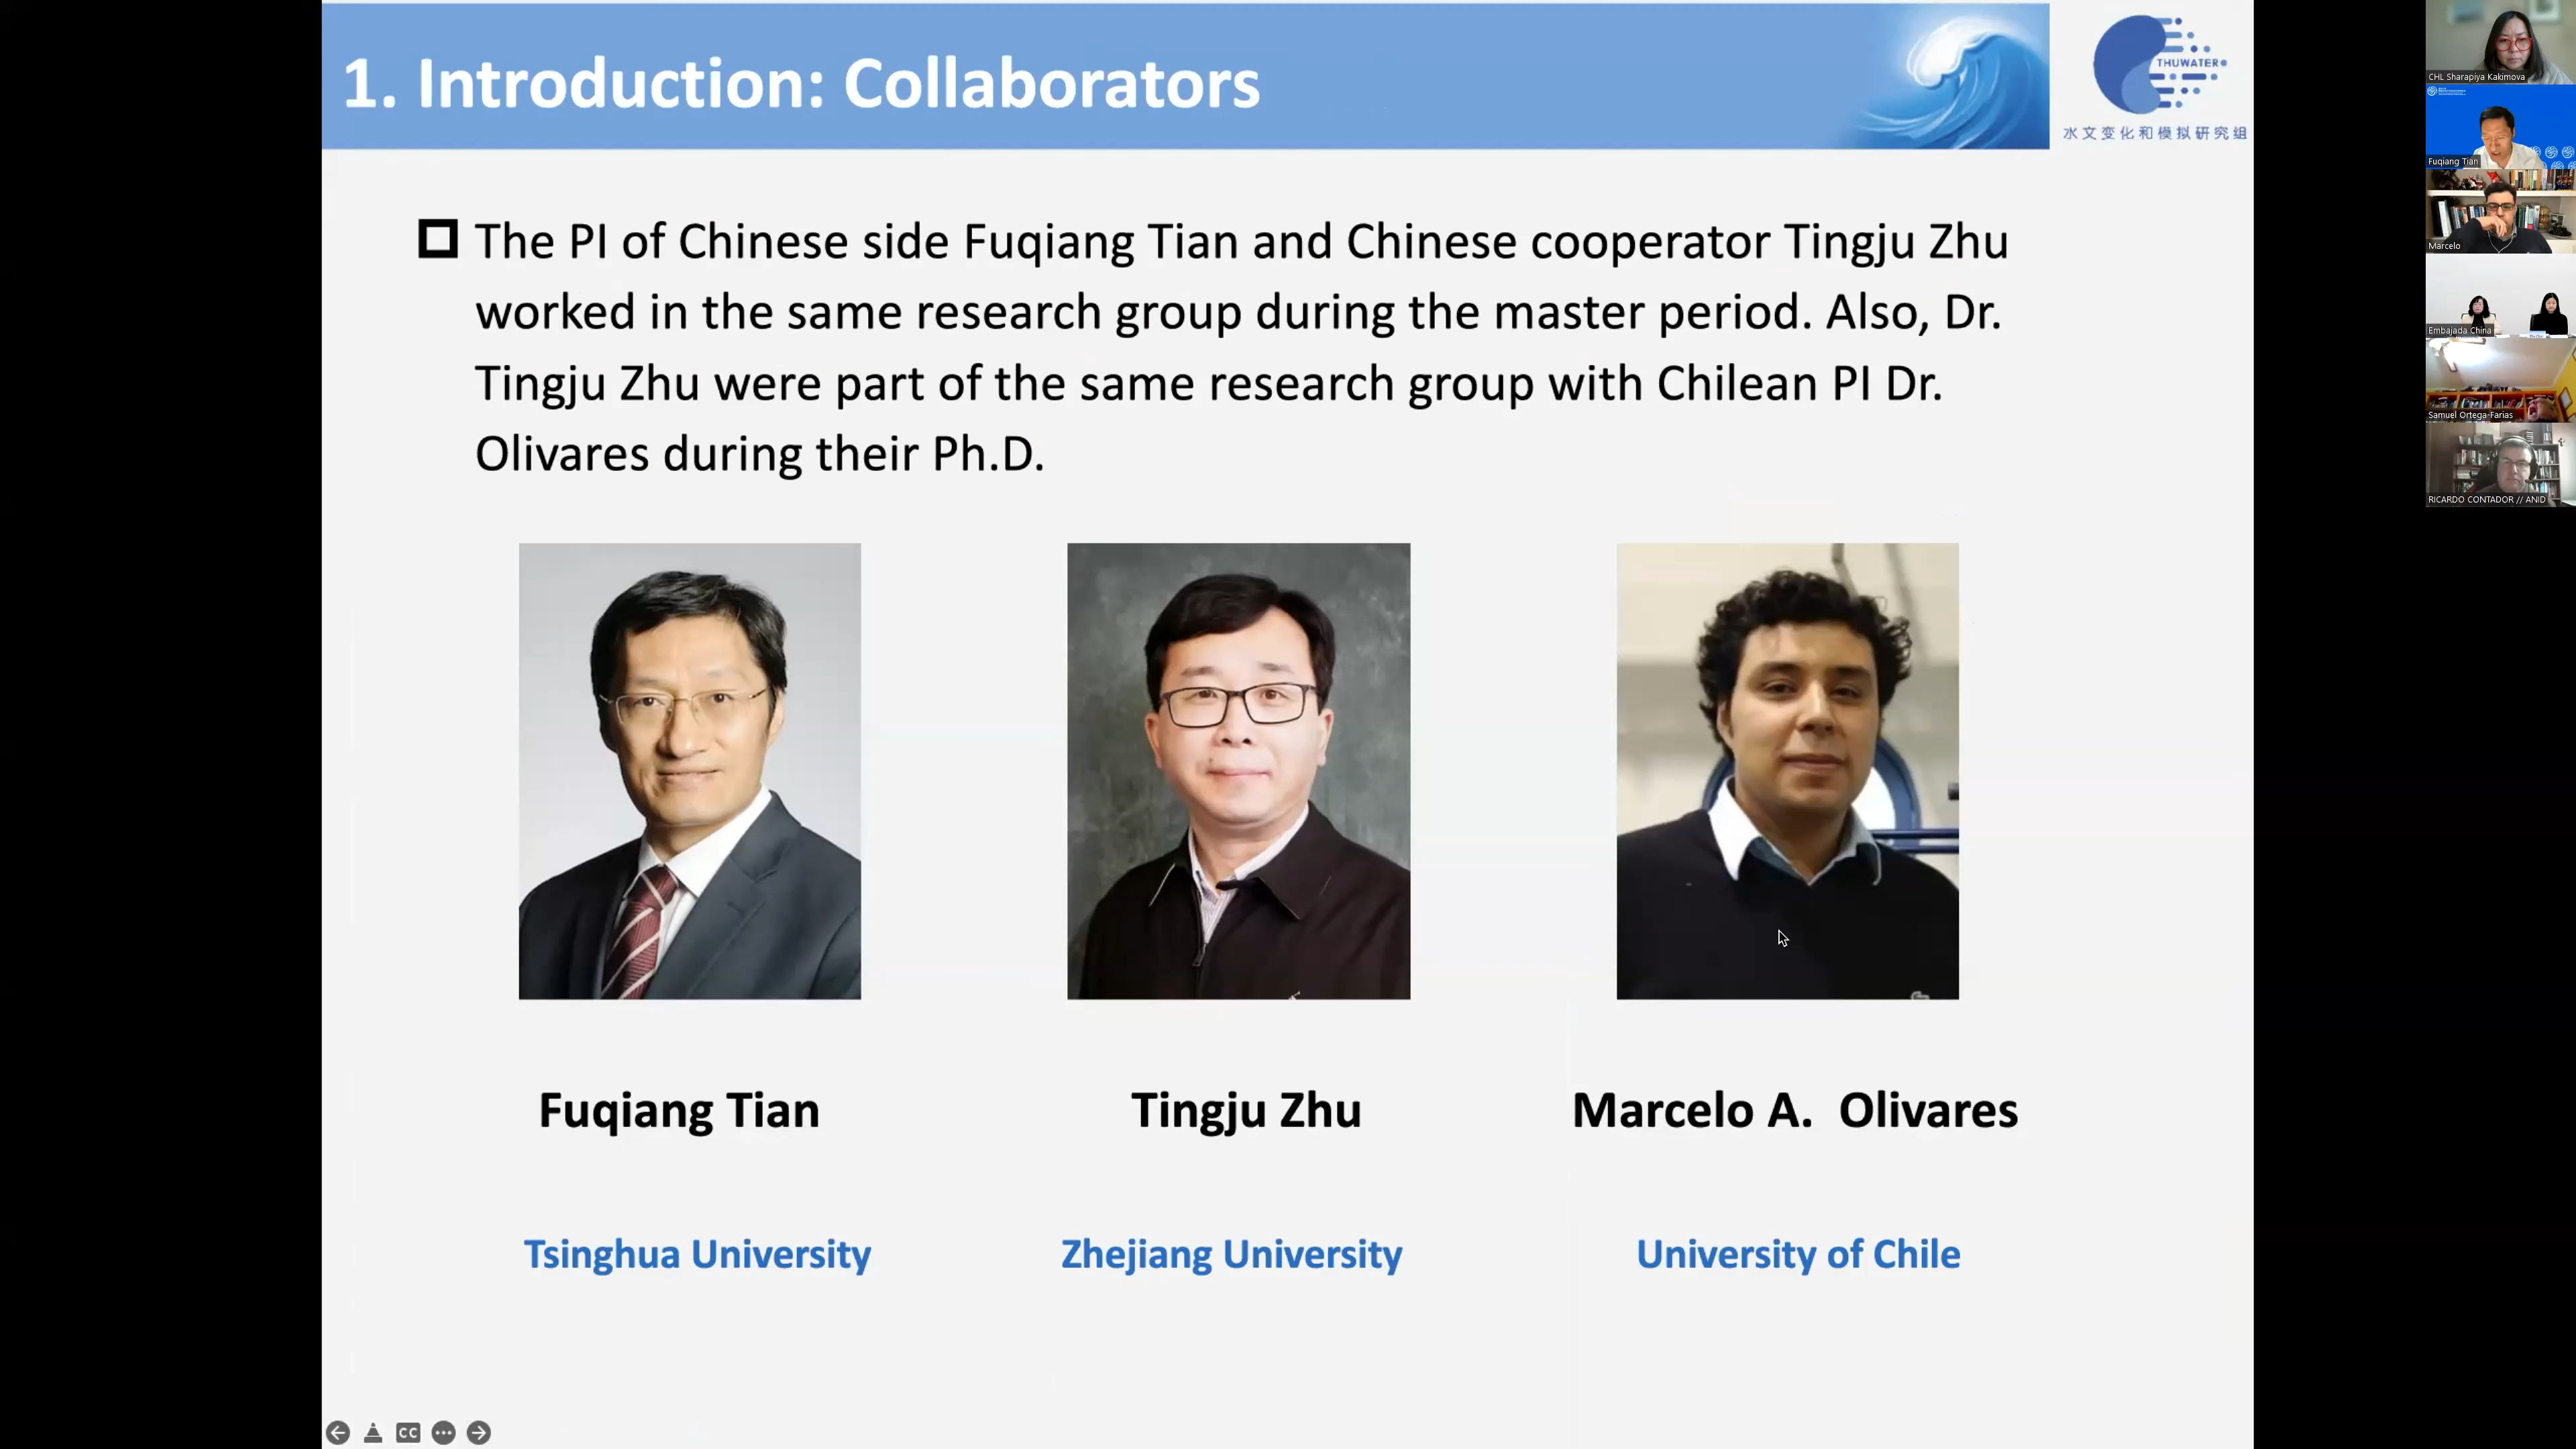 1. Introduction: Collaborators
THUWATER
水文变化和模拟研究组
The PI of Chinese side Fuqiang Tian and Chinese cooperator Tingju Zhu
worked in the same research group during the master period. Also, Dr.
Tingju Zhu were part of the same research group with Chilean PI Dr.
Olivares during their Ph.D.
Fuqiang Tian
Tingju Zhu
Marcelo A. Olivares
Tsinghua University
Zhejiang University
University of Chile
CC
CHL Sharapiya Kakimova
Fuqiang Tian
Marcelo
Embajada China
Samuel Ortega-Farias
RICARDO CONTADOR // ANID